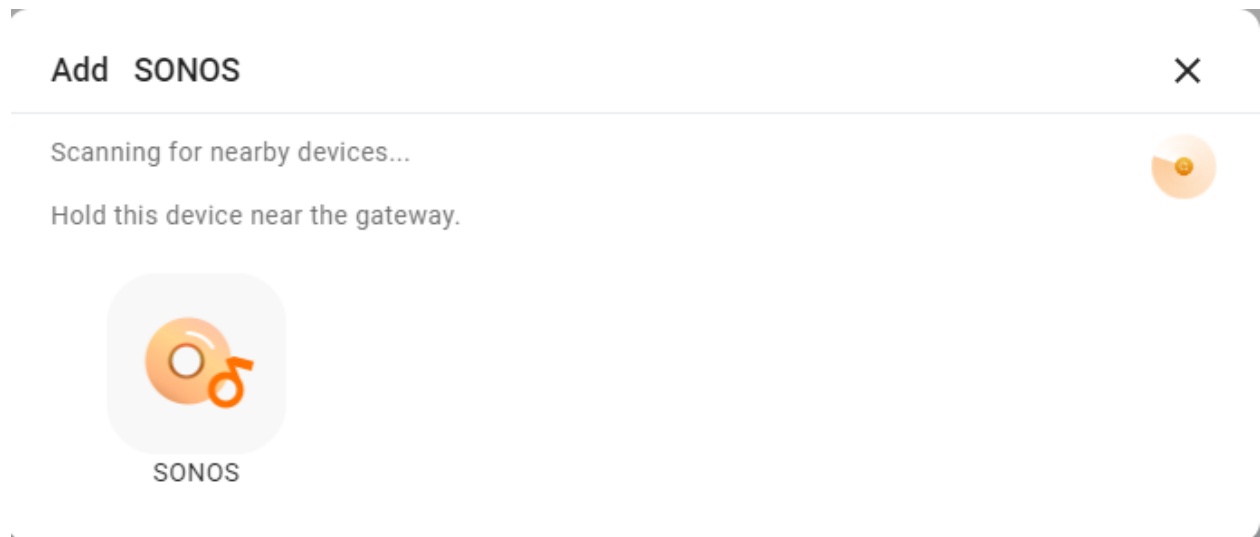 Add SONOS
Scanning for nearby devices...
Hold this device near the gateway.
SONOS